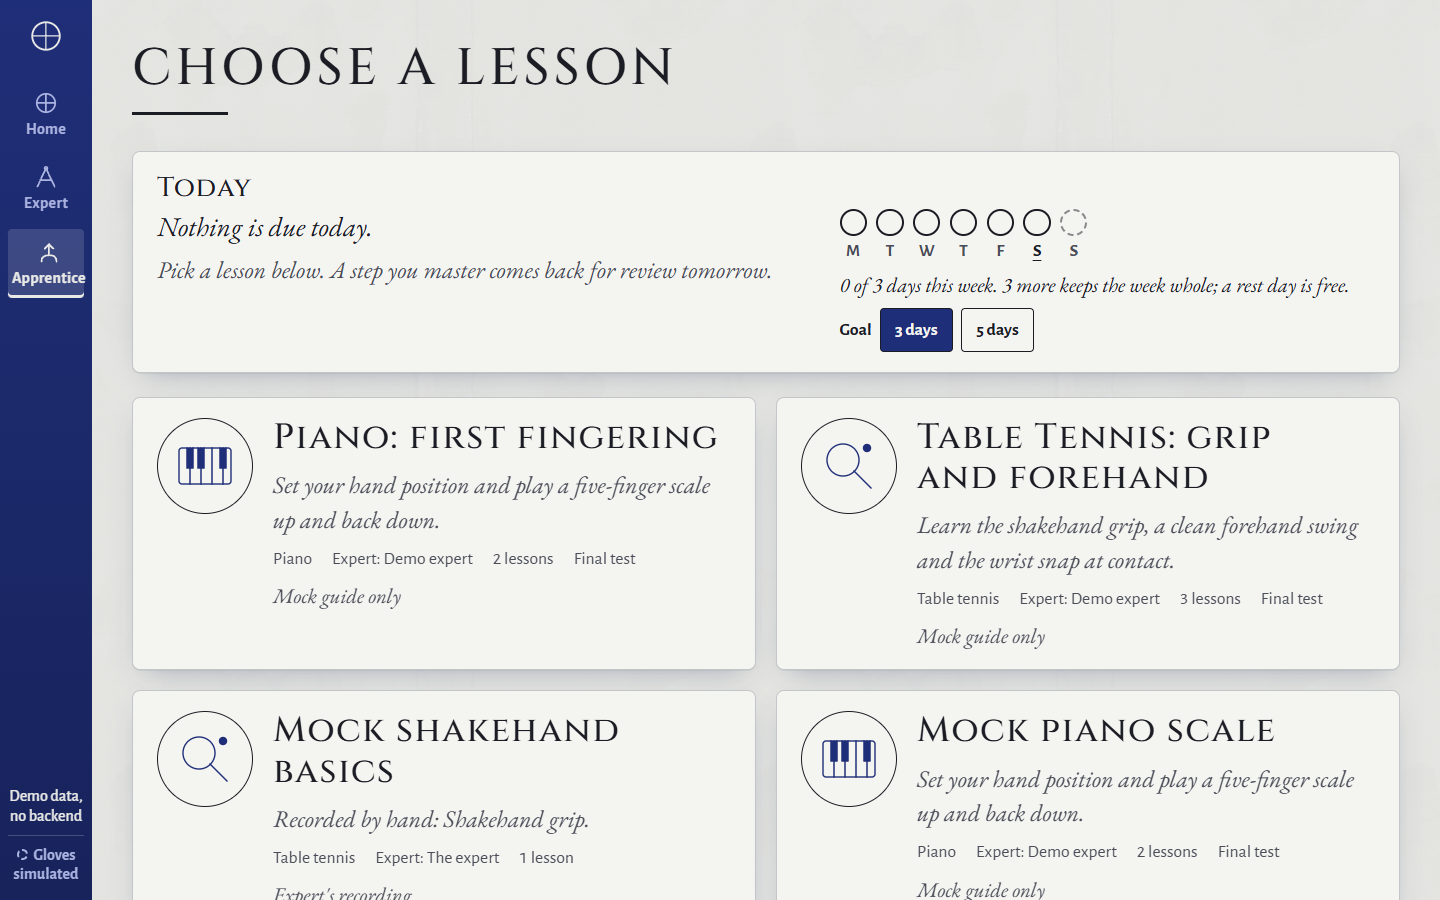 Home
Expert
Apprentice
Demo data,
no backend
Gloves
simulated
CHOOSE A LESSON
TODAY
Nothing is due today.
Pick a lesson below. A step you master comes back for review tomorrow.
M T W T F S S
0 of 3 days this week. 3 more keeps the week whole; a rest day is free.
Goal 3 days 5 days
PIANO: FIRST FINGERING
Set your hand position and play a five-finger scale
up and back down.
Piano Expert: Demo expert 2 lessons Final test
Mock guide only
TABLE TENNIS: GRIP
AND FOREHAND
Learn the shakehand grip, a clean forehand swing
and the wrist snap at contact.
Table tennis Expert: Demo expert 3 lessons Final test
Mock guide only
MOCK SHAKEHAND
BASICS
Recorded by hand: Shakehand grip.
Table tennis Expert: The expert 1 lesson
Expert's recording
MOCK PIANO SCALE
Set your hand position and play a five-finger scale
up and back down.
Piano Expert: Demo expert 2 lessons Final test
Mock guide only